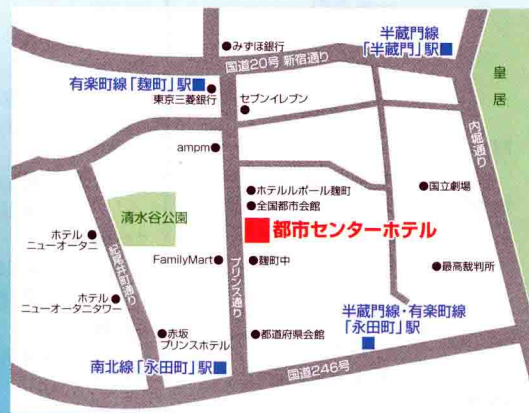 みずほ銀行
半蔵門線
「半蔵門」駅
国道20号 新宿通り
有楽町線「麹町」駅
東京三菱銀行
セブンイレブン
皇居
内堀通り
ampm
ホテルルポール麹町
全国都市会館
国立劇場
清水谷公園
都市センターホテル
ホテル
ニューオータニ
紀尾井町通り
FamilyMart
プリンス通り
麹町中
最高裁判所
ホテル
ニューオータニタワー
半蔵門線・有楽町線
「永田町」駅
赤坂
プリンスホテル
都道府県会館
南北線「永田町」駅
国道246号